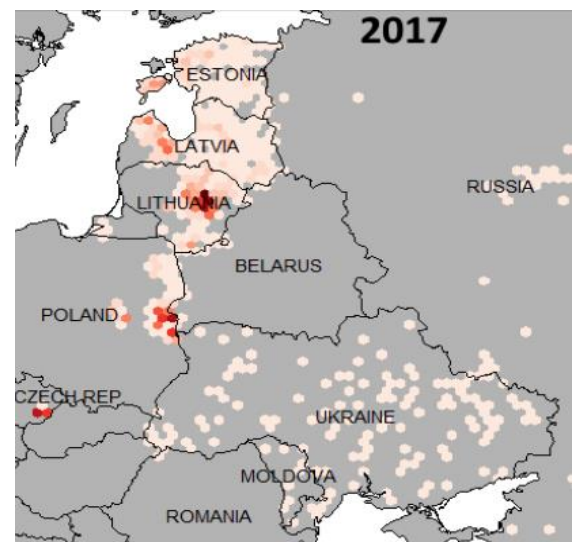 2017
ESTONIA
LATVIA
RUSSIA
LITHUANIA
BELARUS
POLAND
CZECH REP
UKRAINE
MOLDOVA
ROMANIA